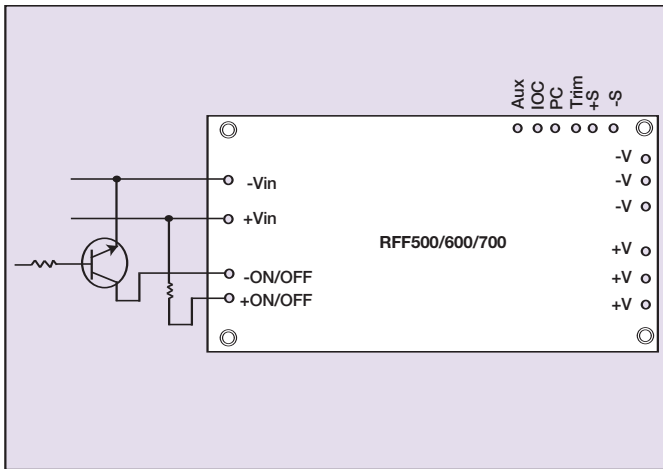 Aux
IOC
PC
Trim
+S
-S
-Vin
+Vin
-ON/OFF
+ON/OFF
RFF500/600/700
-V
-V
-V
+V
+V
+V